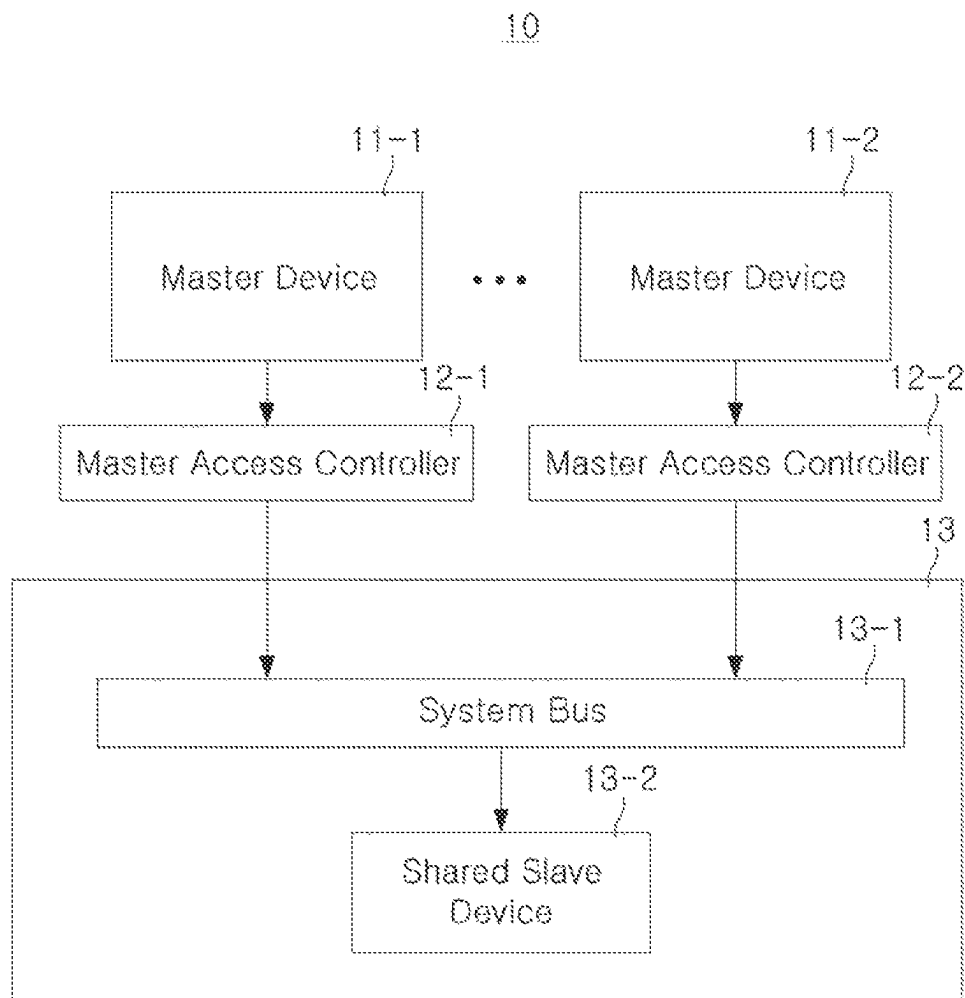 10
11-1
11-2
Master Device
• • •
Master Device
12-1
12-2
Master Access Controller
Master Access Controller
13
13-1
System Bus
13-2
Shared Slave
Device